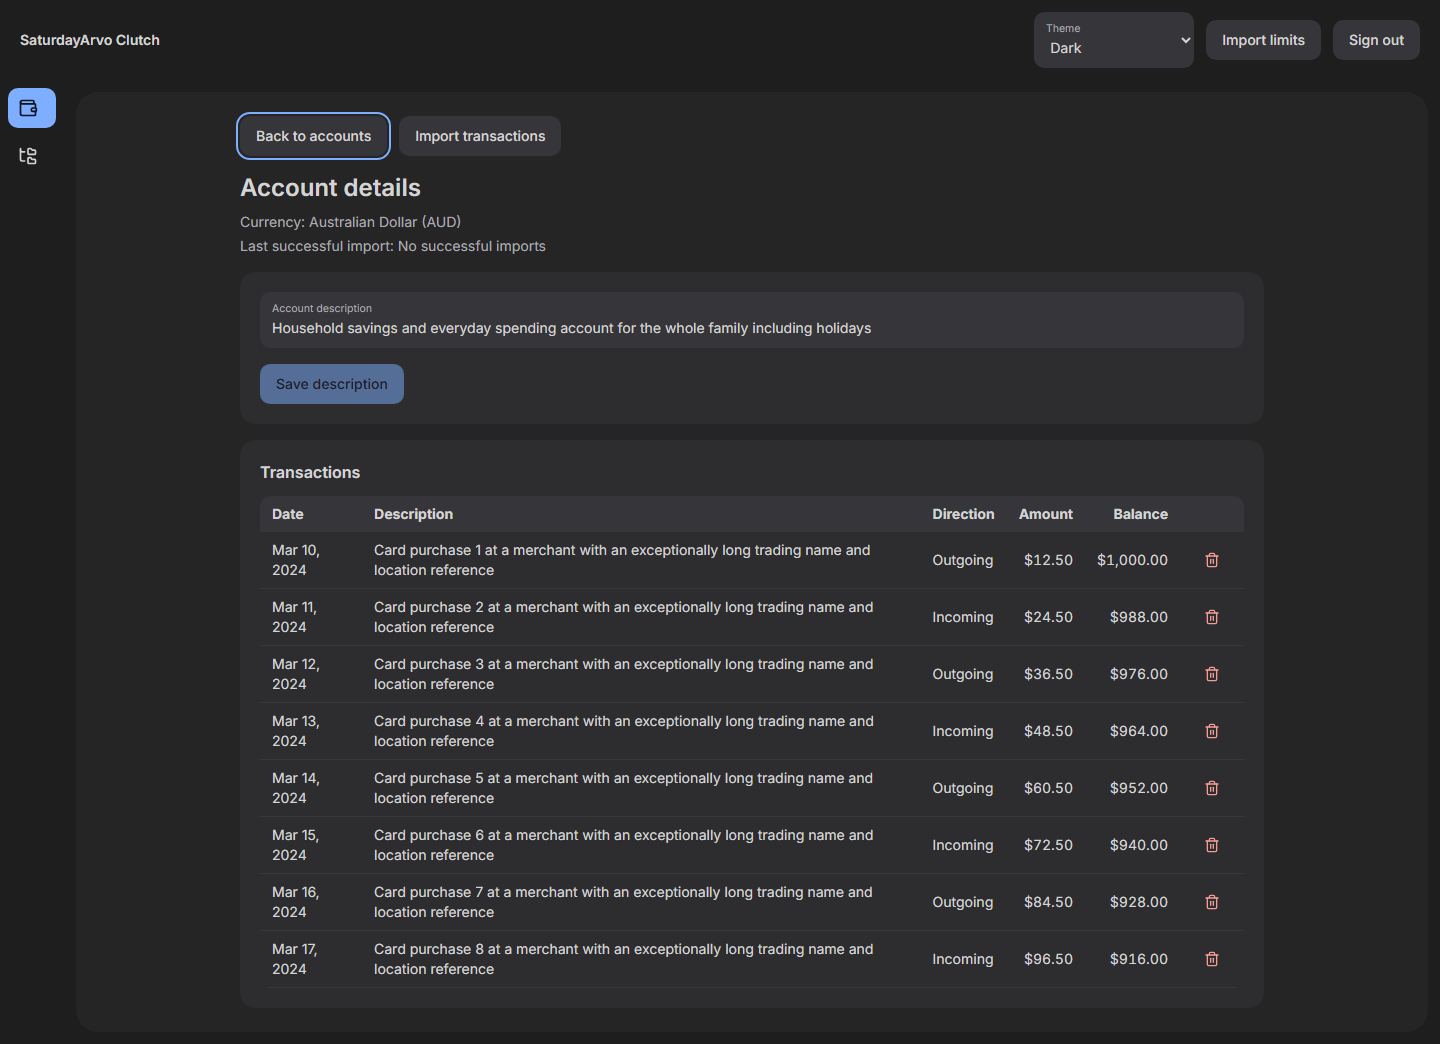 SaturdayArvo Clutch
Theme
Dark
Import limits
Sign out
Back to accounts
Import transactions
Account details
Currency: Australian Dollar (AUD)
Last successful import: No successful imports
Account description
Household savings and everyday spending account for the whole family including holidays
Save description
Transactions
Date Description Direction Amount Balance
Mar 10, 2024 Card purchase 1 at a merchant with an exceptionally long trading name and location reference Outgoing $12.50 $1,000.00
Mar 11, 2024 Card purchase 2 at a merchant with an exceptionally long trading name and location reference Incoming $24.50 $988.00
Mar 12, 2024 Card purchase 3 at a merchant with an exceptionally long trading name and location reference Outgoing $36.50 $976.00
Mar 13, 2024 Card purchase 4 at a merchant with an exceptionally long trading name and location reference Incoming $48.50 $964.00
Mar 14, 2024 Card purchase 5 at a merchant with an exceptionally long trading name and location reference Outgoing $60.50 $952.00
Mar 15, 2024 Card purchase 6 at a merchant with an exceptionally long trading name and location reference Incoming $72.50 $940.00
Mar 16, 2024 Card purchase 7 at a merchant with an exceptionally long trading name and location reference Outgoing $84.50 $928.00
Mar 17, 2024 Card purchase 8 at a merchant with an exceptionally long trading name and location reference Incoming $96.50 $916.00